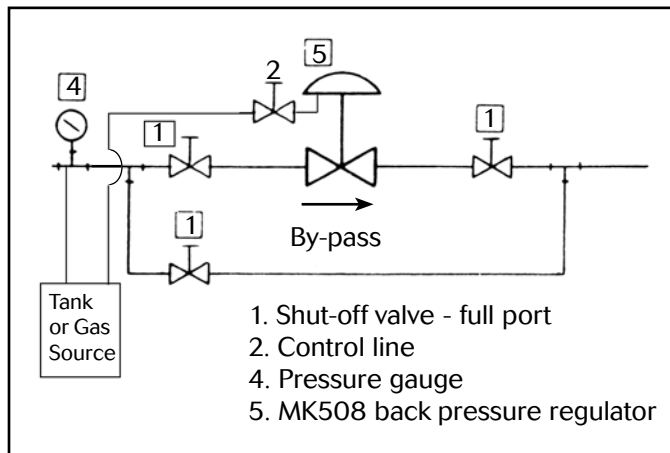 5
2
4
1
1
By-pass
1
Tank
or Gas
Source
1. Shut-off valve - full port
2. Control line
4. Pressure gauge
5. MK508 back pressure regulator